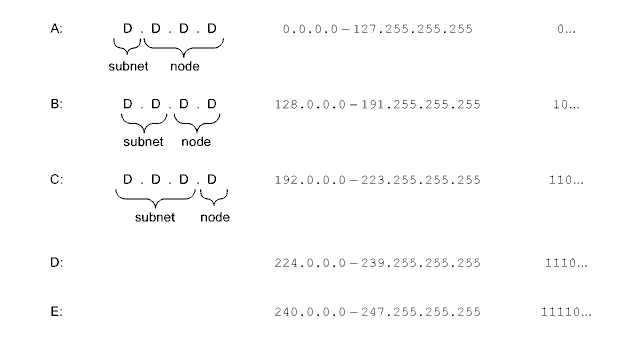 A: D . D . D . D 0.0.0.0 – 127.255.255.255 0...
subnet node
B: D . D . D . D 128.0.0.0 – 191.255.255.255 10...
subnet node
C: D . D . D . D 192.0.0.0 – 223.255.255.255 110...
subnet node
D: 224.0.0.0 – 239.255.255.255 1110...
E: 240.0.0.0 – 247.255.255.255 11110...